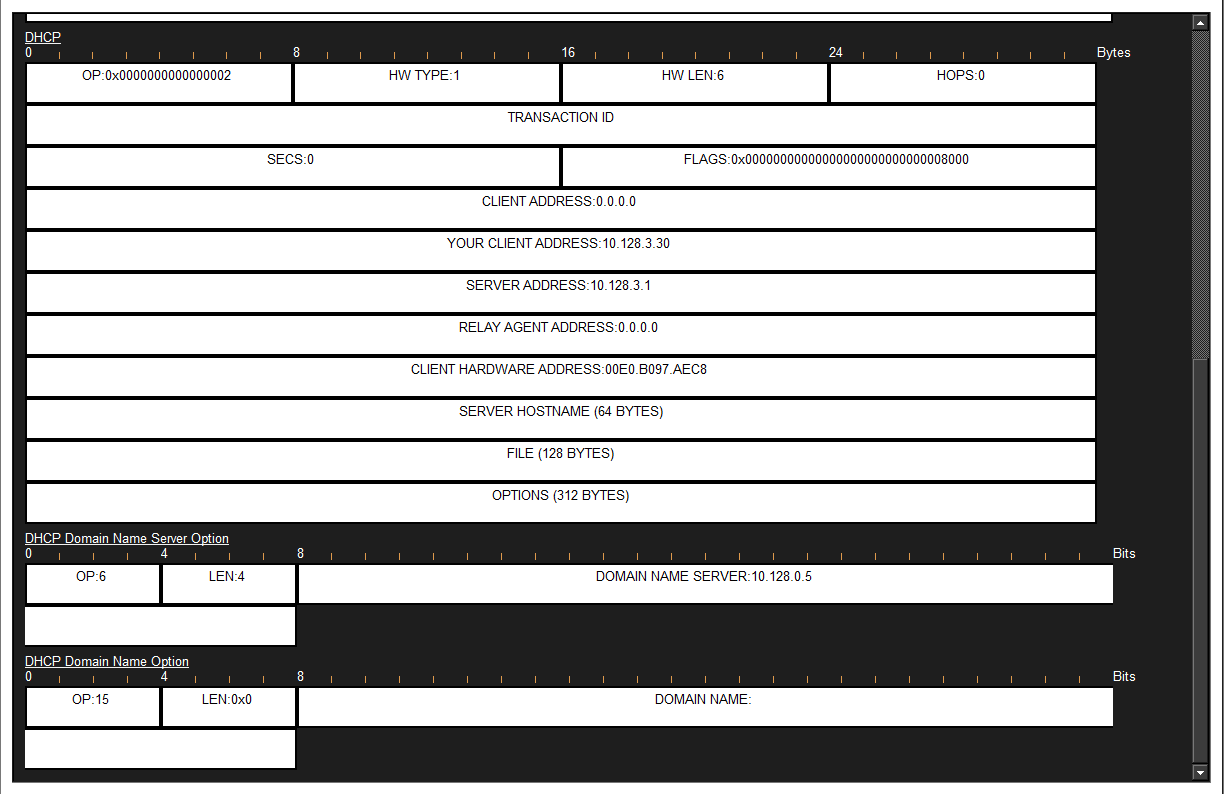 DHCP
0 8 16 24 Bytes
OP:0x0000000000000002 HW TYPE:1 HW LEN:6 HOPS:0
TRANSACTION ID
SECS:0 FLAGS:0x00000000000000000000000000008000
CLIENT ADDRESS:0.0.0.0
YOUR CLIENT ADDRESS:10.128.3.30
SERVER ADDRESS:10.128.3.1
RELAY AGENT ADDRESS:0.0.0.0
CLIENT HARDWARE ADDRESS:00E0.B097.AEC8
SERVER HOSTNAME (64 BYTES)
FILE (128 BYTES)
OPTIONS (312 BYTES)
DHCP Domain Name Server Option
0 4 8 Bits
OP:6 LEN:4 DOMAIN NAME SERVER:10.128.0.5
DHCP Domain Name Option
0 4 8 Bits
OP:15 LEN:0x0 DOMAIN NAME: